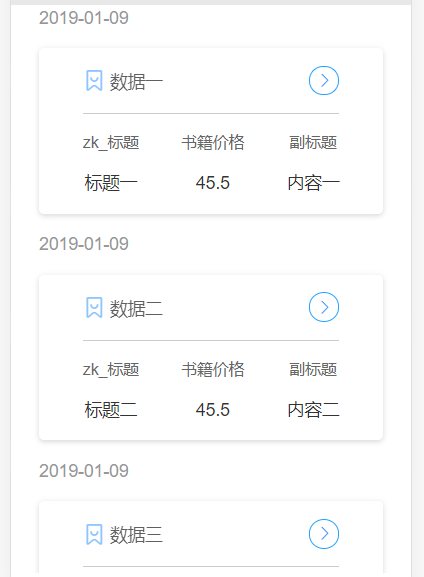 2019-01-09
数据一
zk_标题 书籍价格 副标题
标题一 45.5 内容一
2019-01-09
数据二
zk_标题 书籍价格 副标题
标题二 45.5 内容二
2019-01-09
数据三